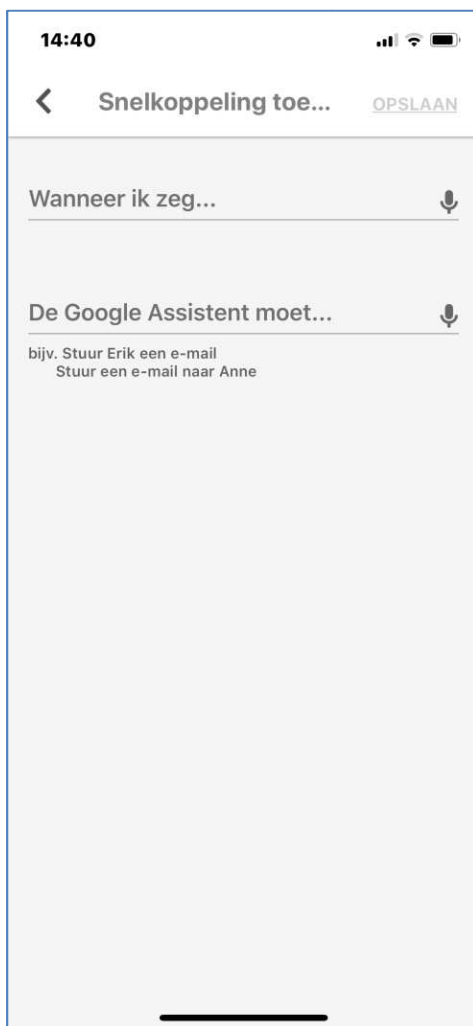 14:40
Snelkoppeling toe...
OPSLAAN
Wanneer ik zeg...
De Google Assistent moet...
bijv. Stuur Erik een e-mail
Stuur een e-mail naar Anne